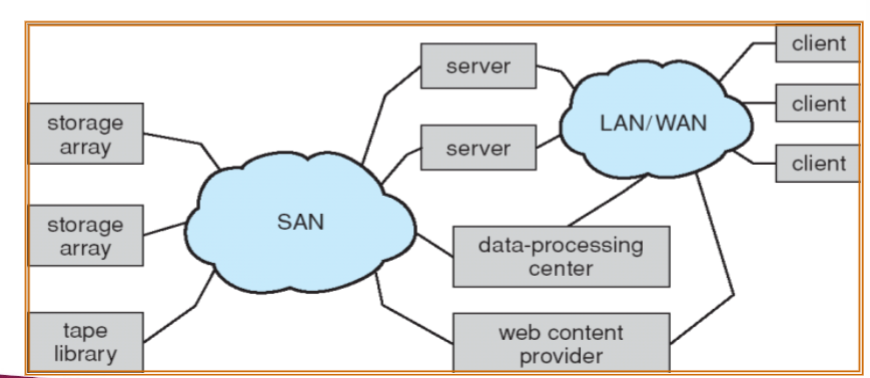 client
server
client
LAN/WAN
storage
array
server
client
SAN
storage
array
data-processing
center
tape
library
web content
provider